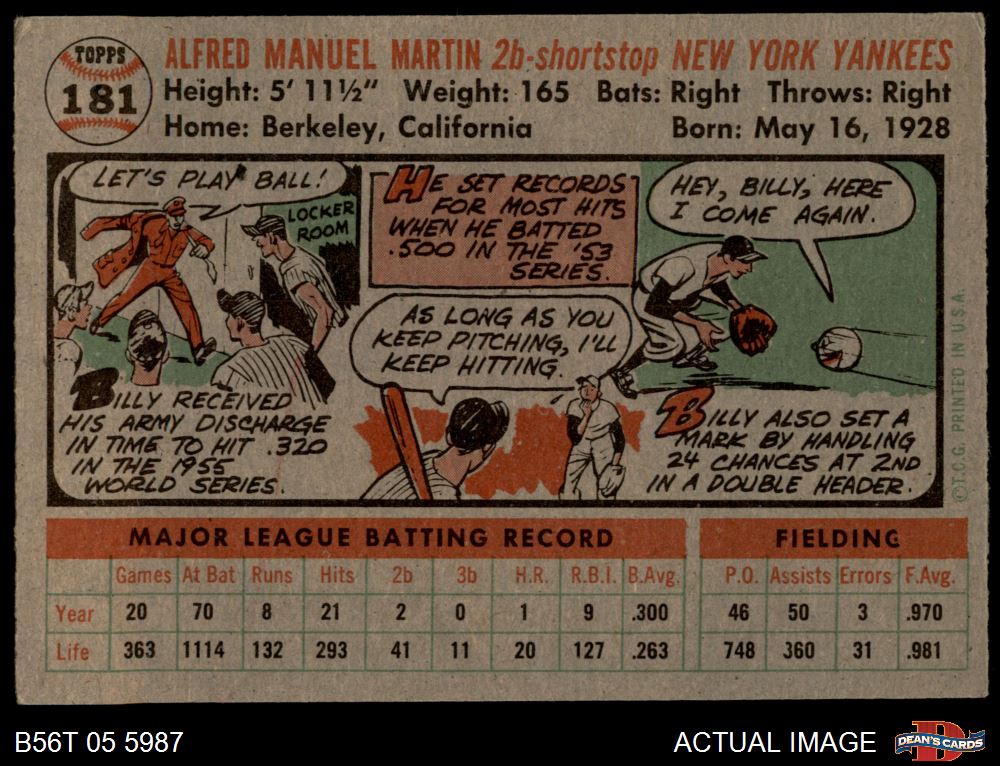 TOPPS
181
ALFRED MANUEL MARTIN 2b-shortstop NEW YORK YANKEES
Height: 5' 11½" Weight: 165 Bats: Right Throws: Right
Home: Berkeley, California Born: May 16, 1928
LET'S PLAY BALL!
LOCKER
ROOM
BILLY RECEIVED
HIS ARMY DISCHARGE
IN TIME TO HIT .320
IN THE 1955
WORLD SERIES.
HE SET RECORDS
FOR MOST HITS
WHEN HE BATTED
.500 IN THE '53
SERIES.
AS LONG AS YOU
KEEP PITCHING, I'LL
KEEP HITTING.
HEY, BILLY, HERE
I COME AGAIN.
BILLY ALSO SET A
MARK BY HANDLING
24 CHANCES AT 2ND
IN A DOUBLE HEADER.
©T.C.G. PRINTED IN U.S.A.
MAJOR LEAGUE BATTING RECORD FIELDING
Games At Bat Runs Hits 2b 3b H.R. R.B.I. B.Avg. P.O. Assists Errors F.Avg.
Year 20 70 8 21 2 0 1 9 .300 46 50 3 .970
Life 363 1114 132 293 41 11 20 127 .263 748 360 31 .981
B56T 05 5987 ACTUAL IMAGE DEAN'S CARDS